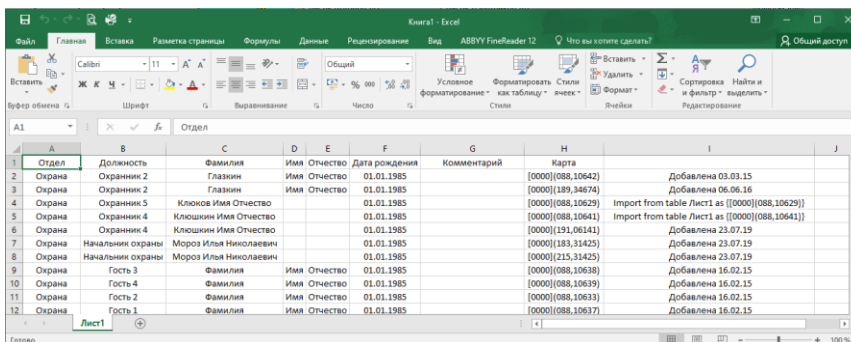 Книга1 - Excel
Файл Главная Вставка Разметка страницы Формулы Данные Рецензирование Вид ABBYY FineReader 12 Что вы хотите сделать? Общий доступ
Вставить
Calibri 11
Ж К Ч
Общий
% 000
Условное форматирование
Форматировать как таблицу
Стили ячеек
Вставить
Удалить
Формат
Сортировка и фильтр
Найти и выделить
Буфер обмена Шрифт Выравнивание Число Стили Ячейки Редактирование
A1 fx Отдел
A B C D E F G H I J
1 Отдел Должность Фамилия Имя Отчество Дата рождения Комментарий Карта
2 Охрана Охранник 2 Глазкин Имя Отчество 01.01.1985 [0000](088,10642) Добавлена 03.03.15
3 Охрана Охранник 2 Глазкин Имя Отчество 01.01.1985 [0000](189,34674) Добавлена 06.06.16
4 Охрана Охранник 5 Клюков Имя Отчество 01.01.1985 [0000](088,10629) Import from table Лист1 as {[0000](088,10629)}
5 Охрана Охранник 4 Клюшкин Имя Отчество 01.01.1985 [0000](088,10641) Import from table Лист1 as {[0000](088,10641)}
6 Охрана Охранник 4 Клюшкин Имя Отчество 01.01.1985 [0000](191,06141) Добавлена 23.07.19
7 Охрана Начальник охраны Мороз Илья Николаевич 01.01.1985 [0000](183,31425) Добавлена 23.07.19
8 Охрана Начальник охраны Мороз Илья Николаевич 01.01.1985 [0000](215,31425) Добавлена 23.07.19
9 Охрана Гость 3 Фамилия Имя Отчество 01.01.1985 [0000](088,10638) Добавлена 16.02.15
10 Охрана Гость 4 Фамилия Имя Отчество 01.01.1985 [0000](088,10639) Добавлена 16.02.15
11 Охрана Гость 2 Фамилия Имя Отчество 01.01.1985 [0000](088,10633) Добавлена 16.02.15
12 Охрана Гость 1 Фамилия Имя Отчество 01.01.1985 [0000](088,10637) Добавлена 16.02.15
Лист1
Готово 100 %